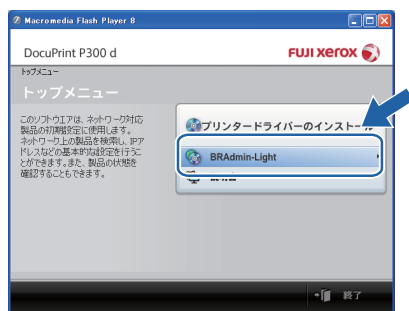 Macromedia Flash Player 8
DocuPrint P300 d
FUJI XEROX
トップメニュー
トップメニュー
このソフトウエアは、ネットワーク対応
製品の初期設定に使用します。
ネットワーク上の製品を検索し、IPア
ドレスなどの基本的な設定を行うこ
とができます。また、製品の状態を
確認することもできます。
プリンタードライバーのインストール
BRAdmin-Light
終了